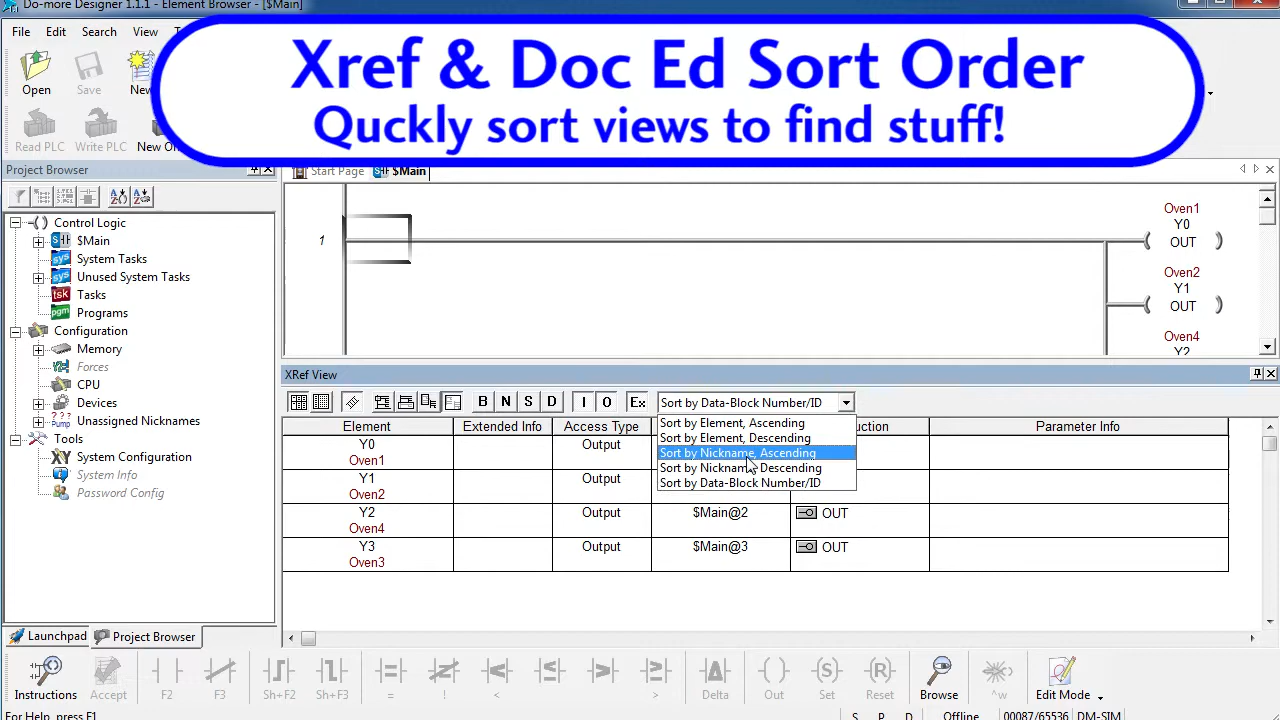 Do-more Designer 1.1.1 - Element Browser - [$Main]
Xref & Doc Ed Sort Order
Quckly sort views to find stuff!
File Edit Search View
Open Save New
Read PLC Write PLC New
Project Browser
Start Page $Main
Control Logic
$Main
System Tasks
Unused System Tasks
Tasks
Programs
Configuration
Memory
Forces
CPU
Devices
Unassigned Nicknames
Tools
System Configuration
System Info
Password Config
Launchpad Project Browser
1
Oven1
Y0
OUT
Oven2
Y1
OUT
Oven4
Y2
XRef View
B N S D I O Ex Sort by Data-Block Number/ID
Sort by Element, Ascending
Sort by Element, Descending
Sort by Nickname, Ascending
Sort by Nickname, Descending
Sort by Data-Block Number/ID
Element Extended Info Access Type uction Parameter Info
Y0 Output
Oven1
Y1 Output
Oven2
Y2 Output $Main@2 OUT
Oven4
Y3 Output $Main@3 OUT
Oven3
Instructions Accept F2 F3 Sh+F2 Sh+F3 = ! < > Delta Out Set Reset Browse ^w Edit Mode
For Help, press F1 S P D Offline 00087/65536 DM-SIM